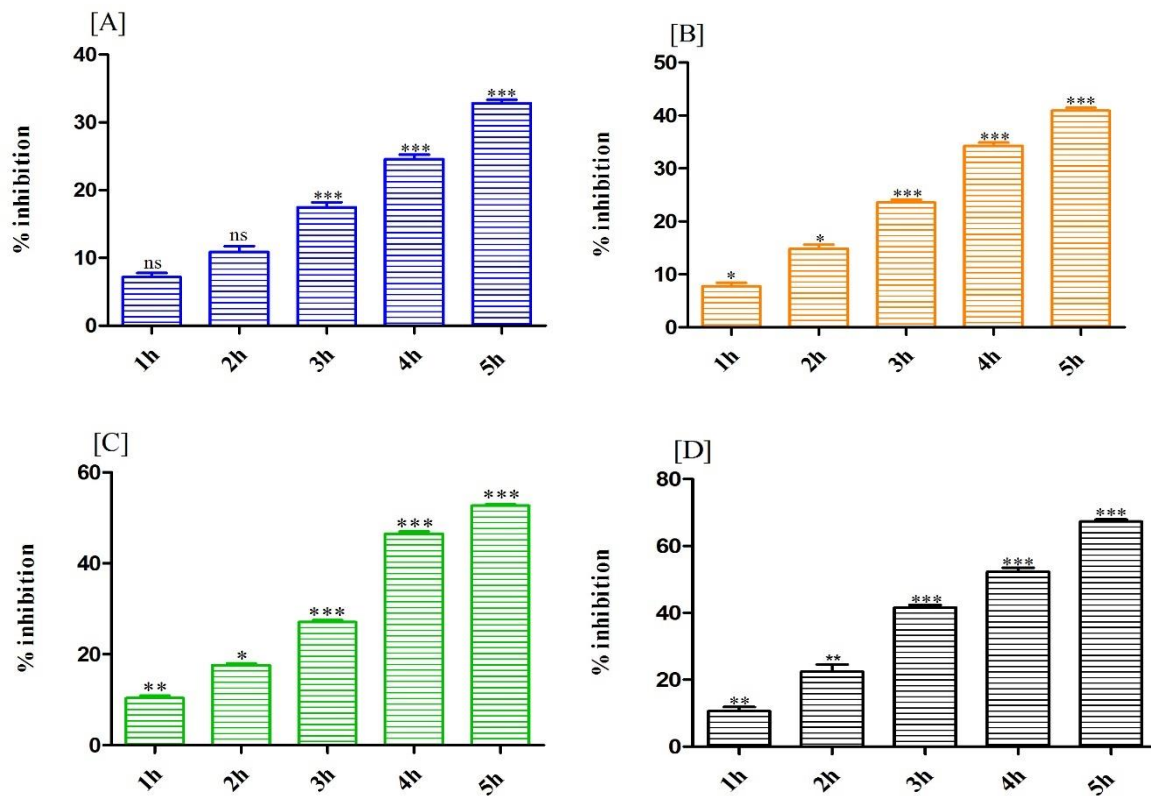 [A]
40
30
20
10
0
% inhibition
ns
ns
***
***
***
1h
2h
3h
4h
5h
[B]
50
40
30
20
10
0
% inhibition
*
*
***
***
***
1h
2h
3h
4h
5h
[C]
60
40
20
0
% inhibition
**
*
***
***
***
1h
2h
3h
4h
5h
[D]
80
60
40
20
0
% inhibition
**
**
***
***
***
1h
2h
3h
4h
5h